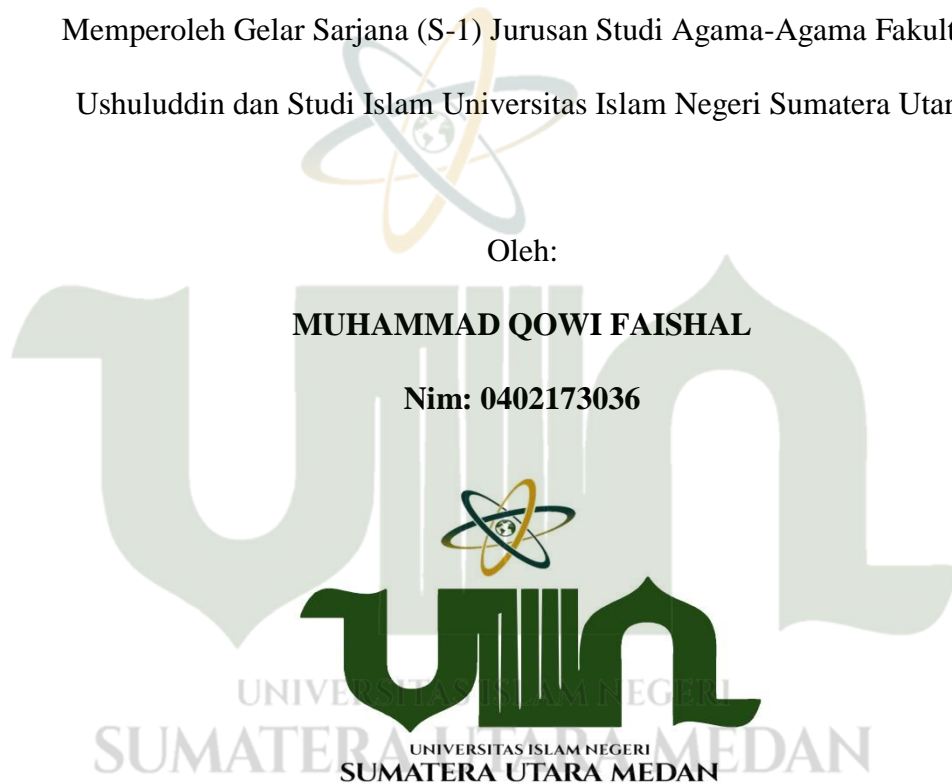 Memperoleh Gelar Sarjana (S-1) Jurusan Studi Agama-Agama Fakult
Ushuluddin dan Studi Islam Universitas Islam Negeri Sumatera Utar
Oleh:
MUHAMMAD QOWI FAISHAL
Nim: 0402173036
UNIVERSITAS ISLAM NEGERI
SUMATERA UTARA MEDAN
UNIVERSITAS ISLAM NEGERI
SUMATERA UTARA MEDAN